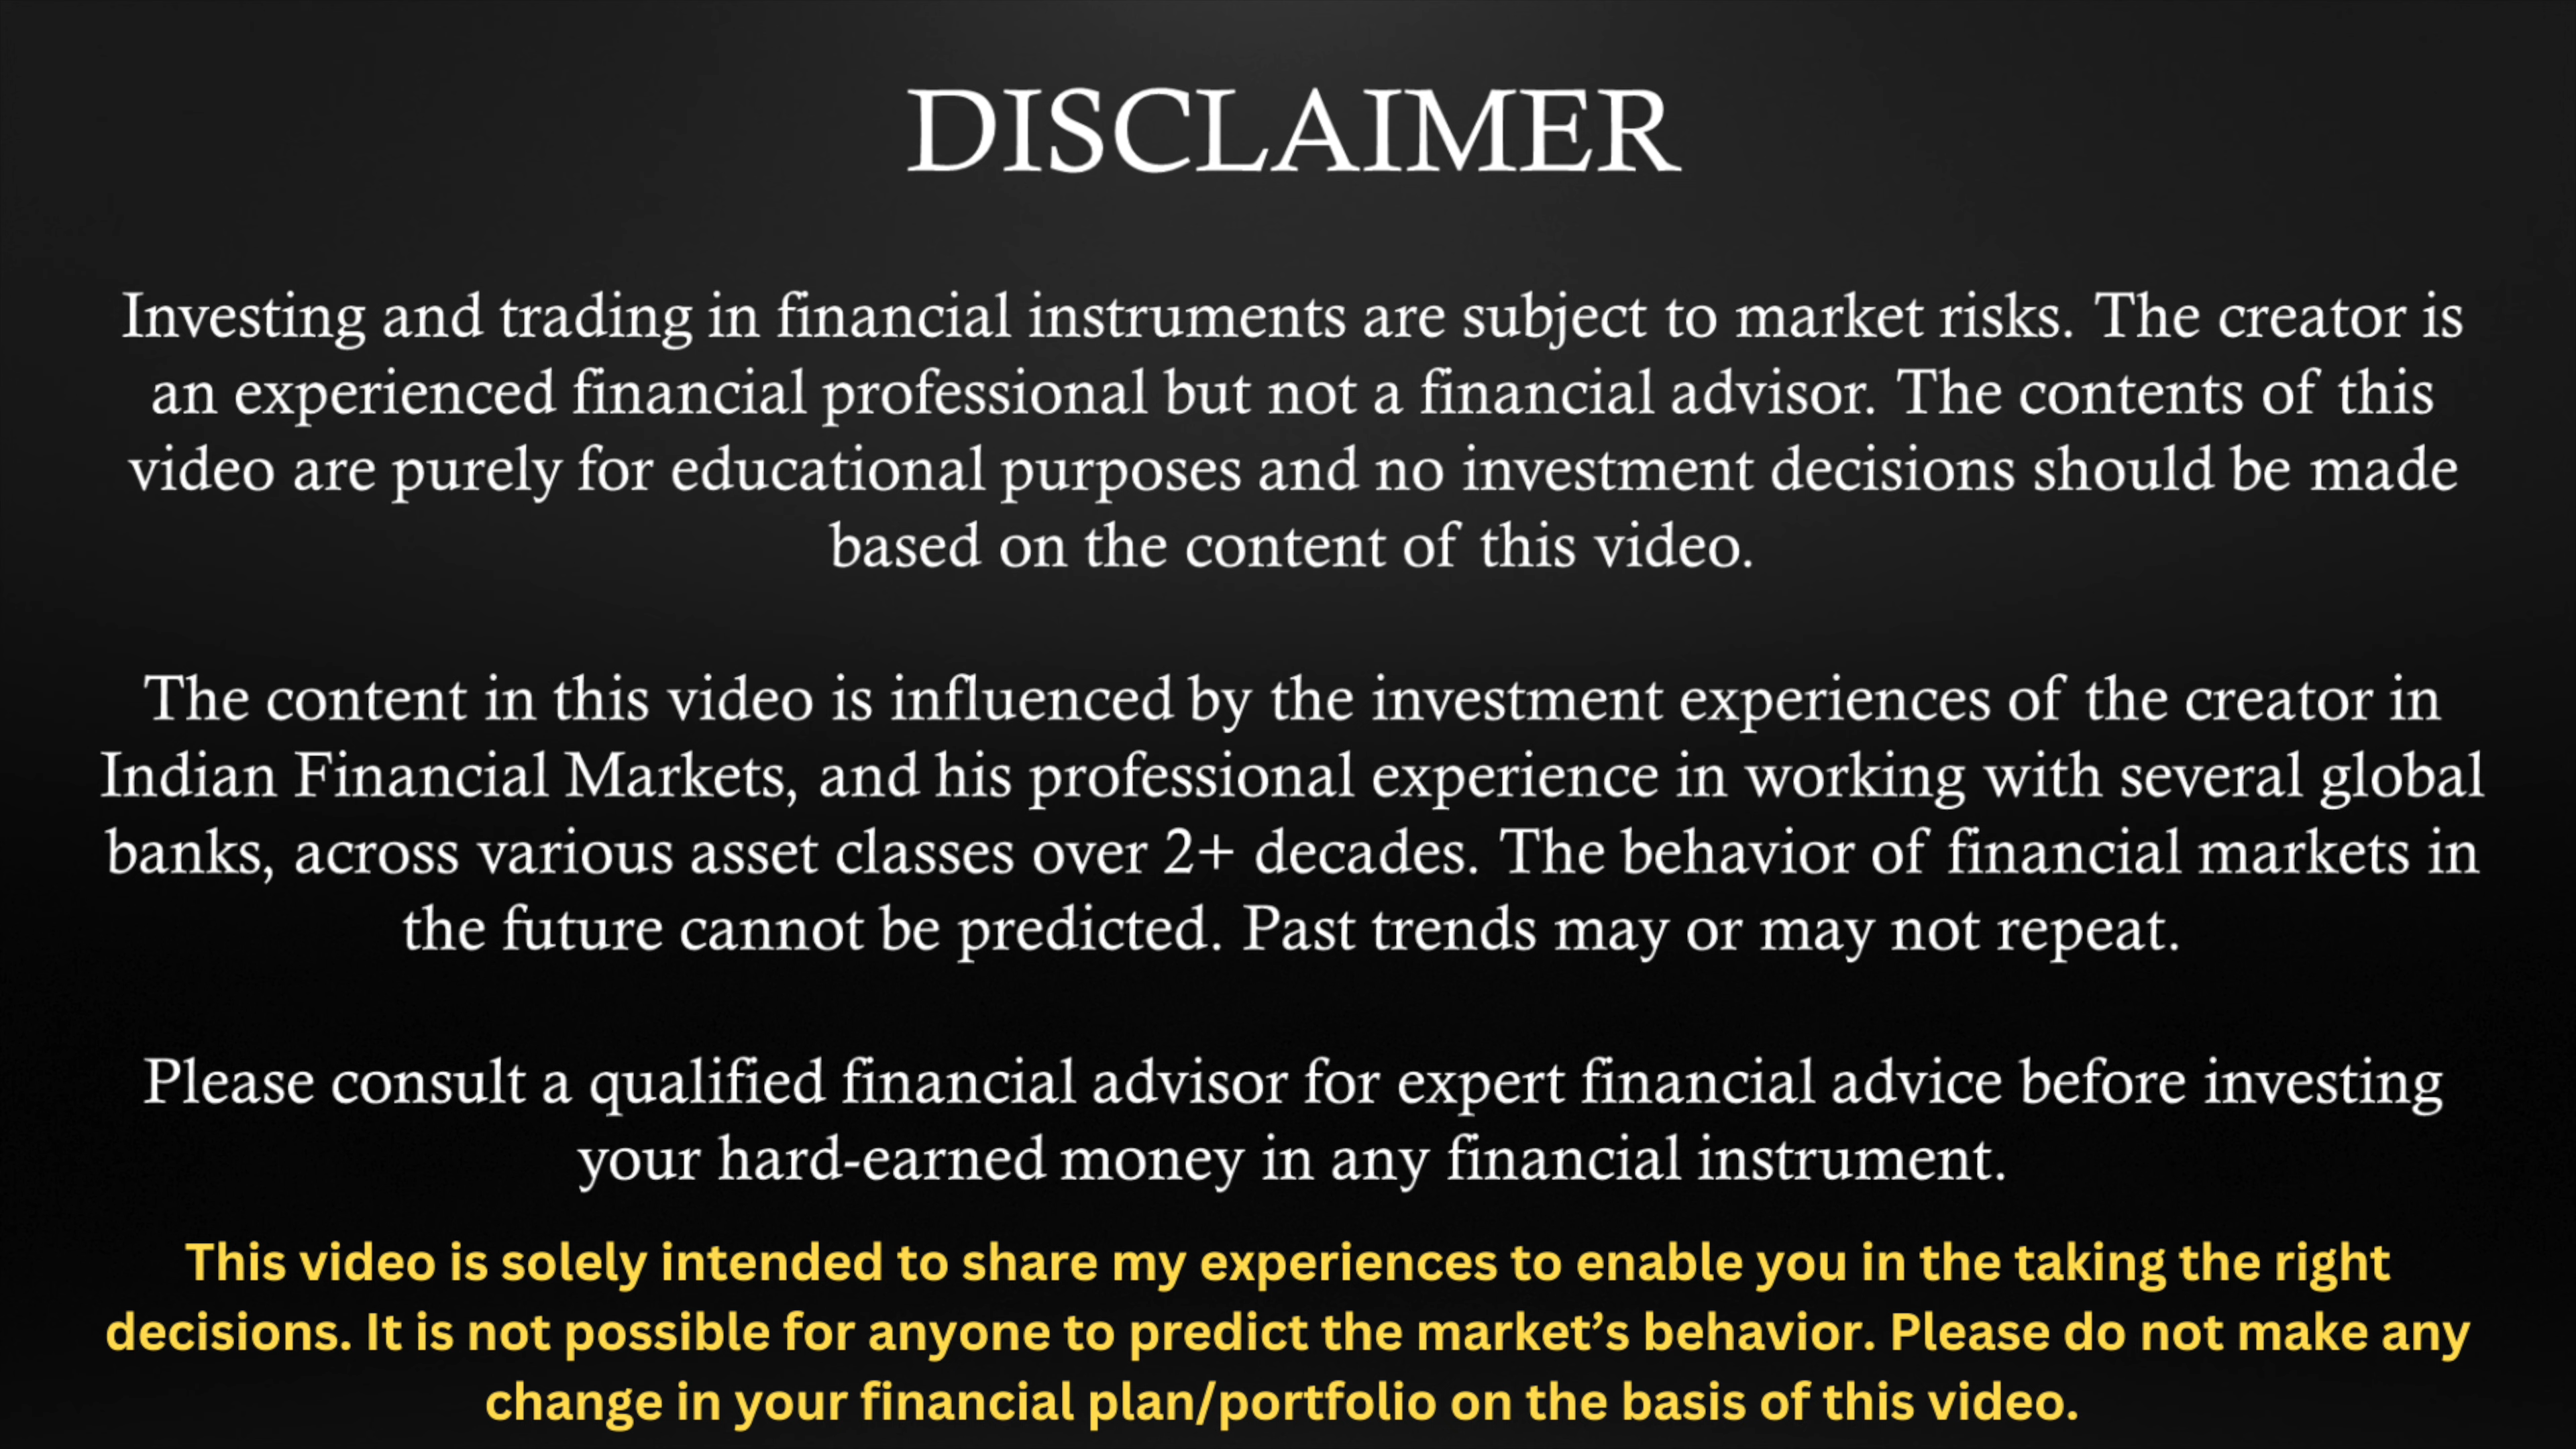 DISCLAIMER
Investing and trading in financial instruments are subject to market risks. The creator is
an experienced financial professional but not a financial advisor. The contents of this
video are purely for educational purposes and no investment decisions should be made
based on the content of this video.
The content in this video is influenced by the investment experiences of the creator in
Indian Financial Markets, and his professional experience in working with several global
banks, across various asset classes over 2+ decades. The behavior of financial markets in
the future cannot be predicted. Past trends may or may not repeat.
Please consult a qualified financial advisor for expert financial advice before investing
your hard-earned money in any financial instrument.
This video is solely intended to share my experiences to enable you in the taking the right
decisions. It is not possible for anyone to predict the market’s behavior. Please do not make any
change in your financial plan/portfolio on the basis of this video.